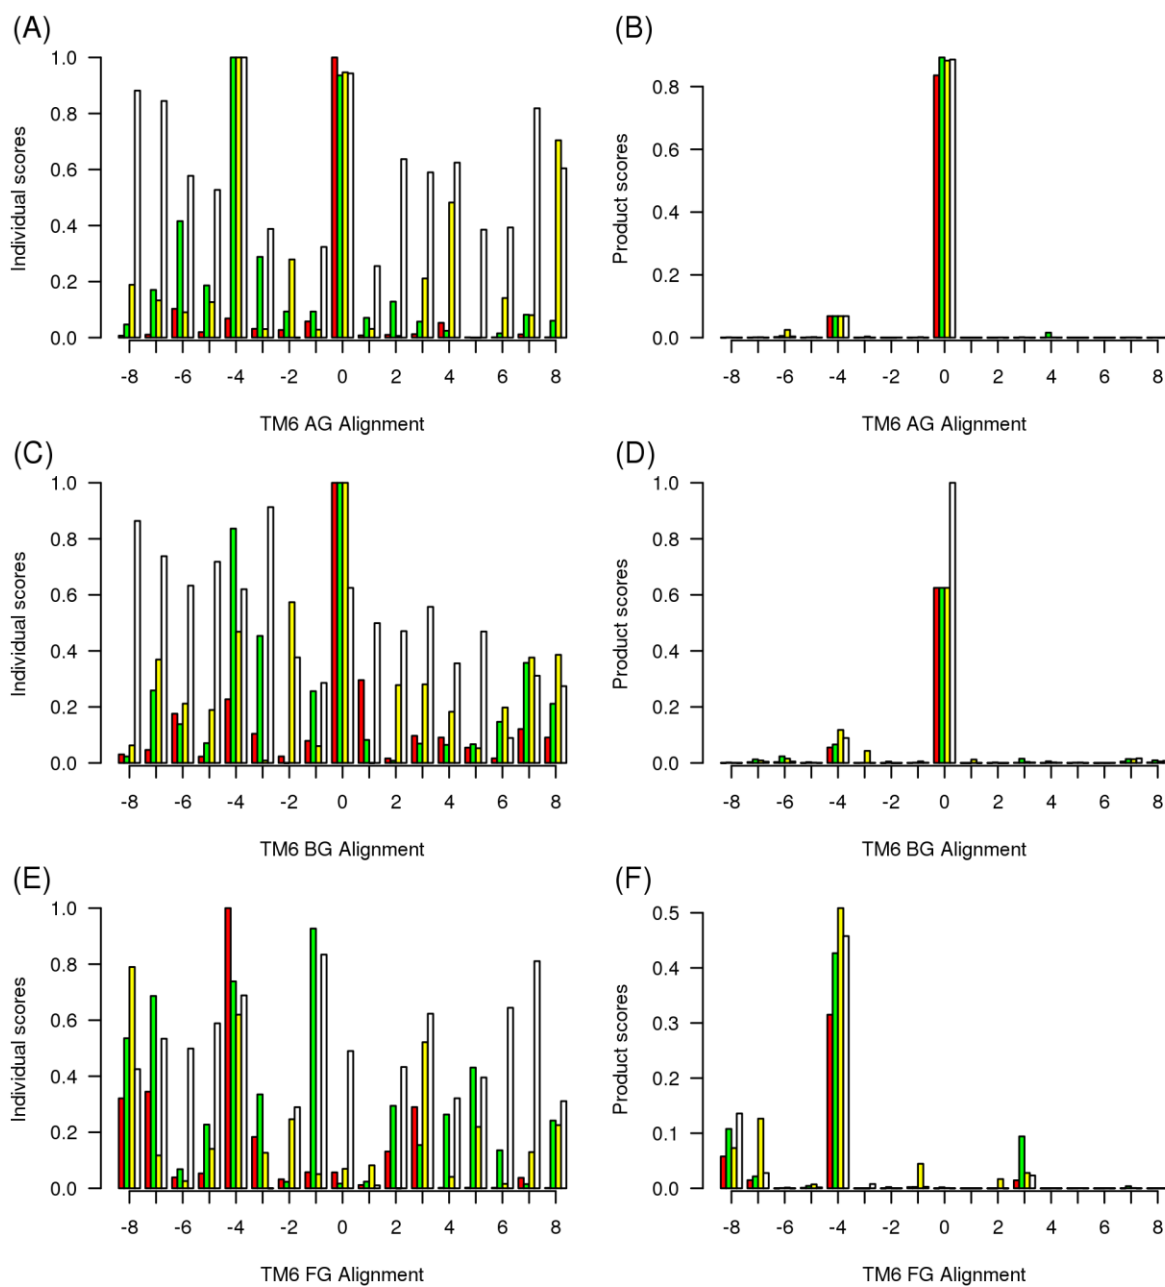 (A)
Individual scores
1.0
0.8
0.6
0.4
0.2
0.0
-8 -6 -4 -2 0 2 4 6 8
TM6 AG Alignment
(B)
Product scores
0.8
0.6
0.4
0.2
0.0
-8 -6 -4 -2 0 2 4 6 8
TM6 AG Alignment
(C)
Individual scores
1.0
0.8
0.6
0.4
0.2
0.0
-8 -6 -4 -2 0 2 4 6 8
TM6 BG Alignment
(D)
Product scores
1.0
0.8
0.6
0.4
0.2
0.0
-8 -6 -4 -2 0 2 4 6 8
TM6 BG Alignment
(E)
Individual scores
1.0
0.8
0.6
0.4
0.2
0.0
-8 -6 -4 -2 0 2 4 6 8
TM6 FG Alignment
(F)
Product scores
0.5
0.4
0.3
0.2
0.1
0.0
-8 -6 -4 -2 0 2 4 6 8
TM6 FG Alignment